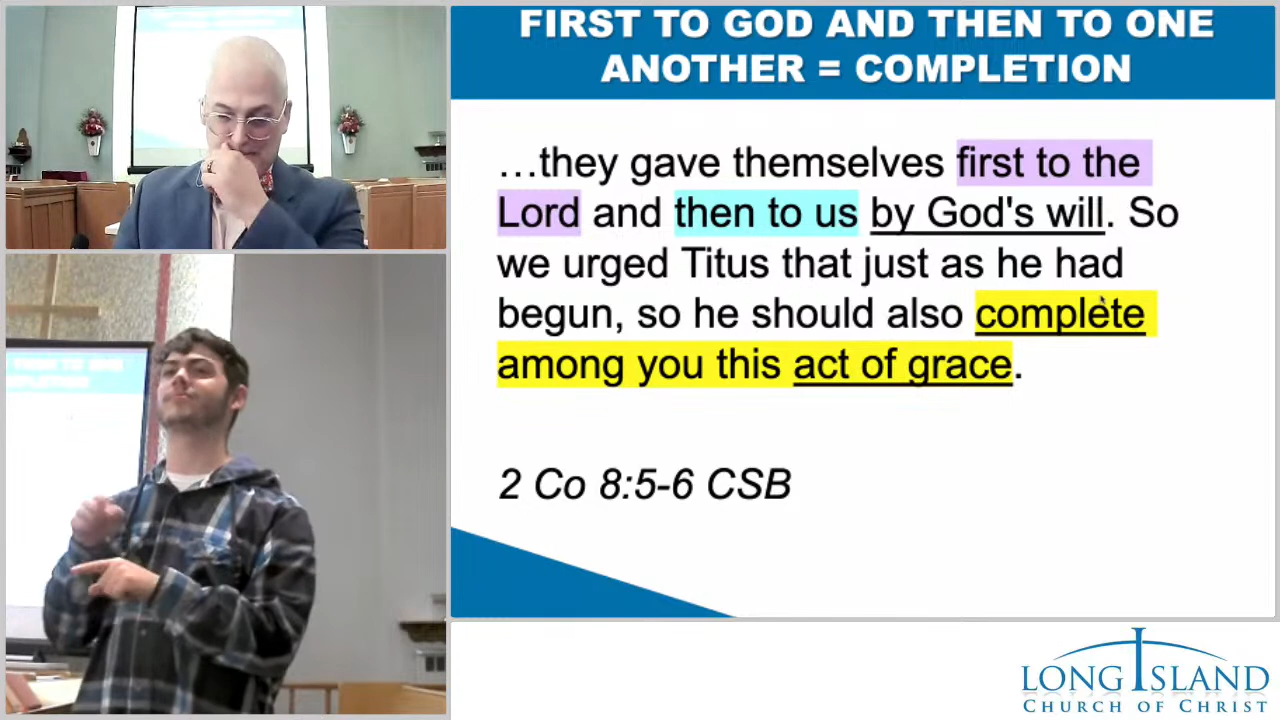 FIRST TO GOD AND THEN TO ONE
ANOTHER = COMPLETION
…they gave themselves first to the
Lord and then to us by God's will. So
we urged Titus that just as he had
begun, so he should also complete
among you this act of grace.
2 Co 8:5-6 CSB
LONG ISLAND
CHURCH OF CHRIST